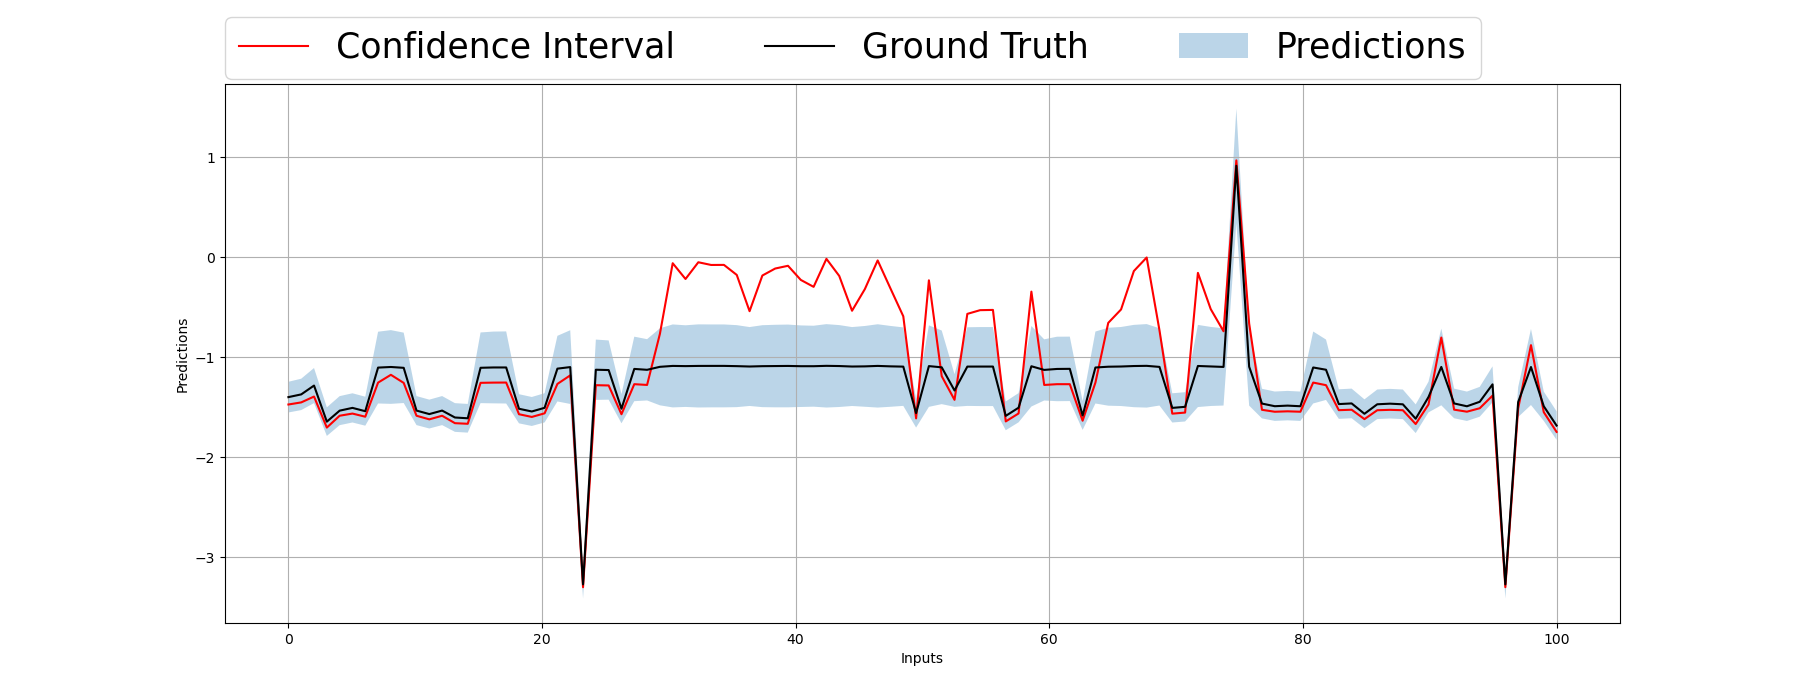 Confidence Interval Ground Truth Predictions
1
0
−1
−2
−3
Predictions
0 20 40 60 80 100
Inputs